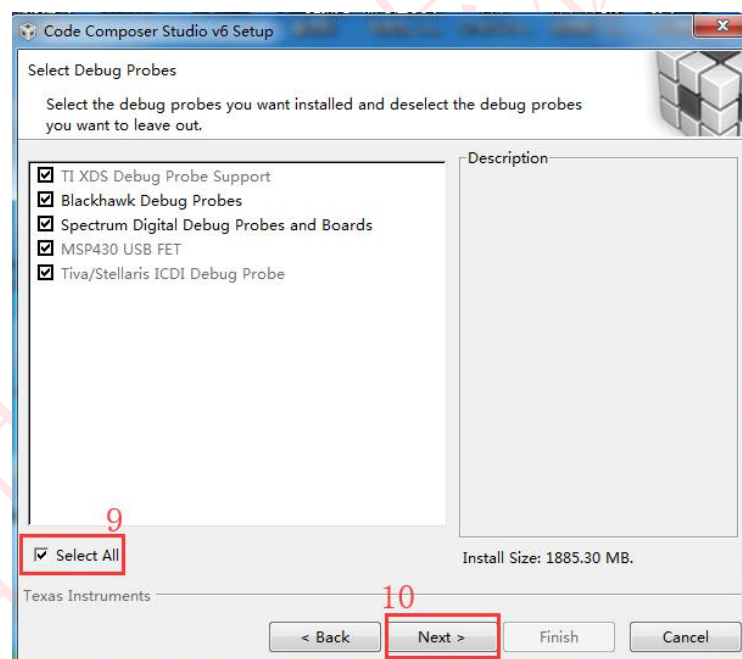 Code Composer Studio v6 Setup
Select Debug Probes
Select the debug probes you want installed and deselect the debug probes
you want to leave out.
Description
TI XDS Debug Probe Support
Blackhawk Debug Probes
Spectrum Digital Debug Probes and Boards
MSP430 USB FET
Tiva/Stellaris ICDI Debug Probe
9
Select All
Install Size: 1885.30 MB.
Texas Instruments
10
< Back
Next >
Finish
Cancel